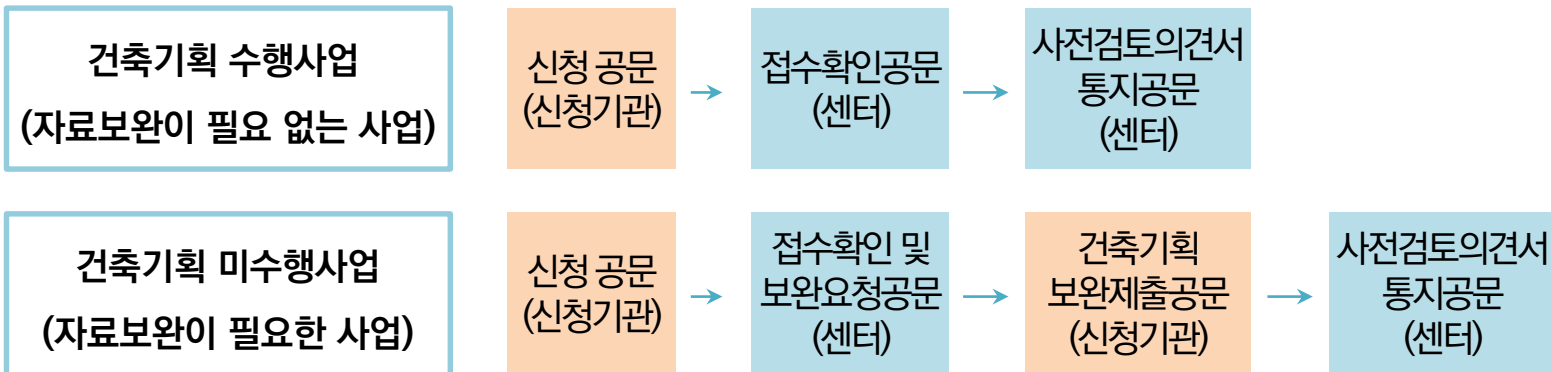 건축기획 수행사업
(자료보완이 필요 없는 사업)
신청 공문
(신청기관)
→
접수확인공문
(센터)
→
사전검토의견서
통지공문
(센터)
건축기획 미수행사업
(자료보완이 필요한 사업)
신청 공문
(신청기관)
→
접수확인 및
보완요청공문
(센터)
→
건축기획
보완제출공문
(신청기관)
→
사전검토의견서
통지공문
(센터)